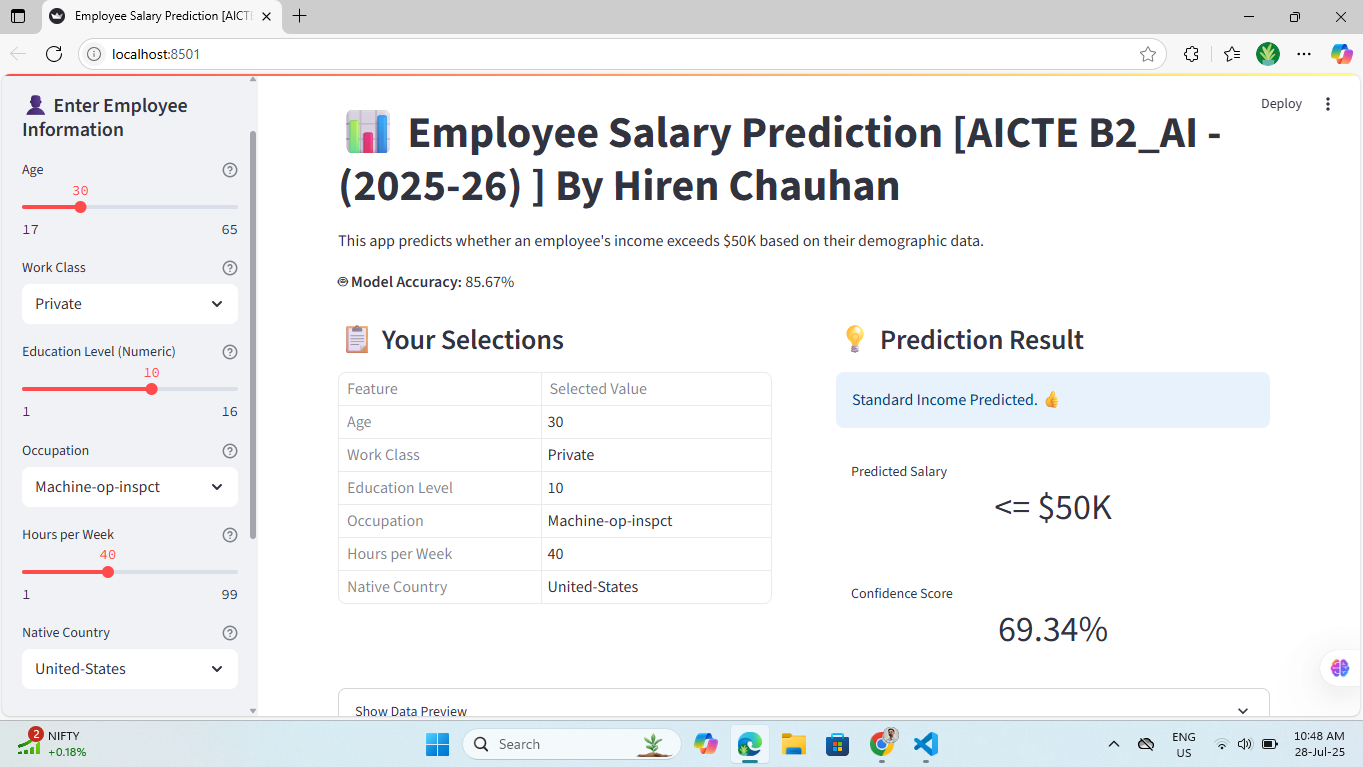 Employee Salary Prediction [AICTE
localhost:8501
Enter Employee
Information
Age
30
17 65
Work Class
Private
Education Level (Numeric)
10
1 16
Occupation
Machine-op-inspct
Hours per Week
40
1 99
Native Country
United-States
Deploy
Employee Salary Prediction [AICTE B2_AI -
(2025-26) ] By Hiren Chauhan
This app predicts whether an employee's income exceeds $50K based on their demographic data.
Model Accuracy: 85.67%
Your Selections
Feature Selected Value
Age 30
Work Class Private
Education Level 10
Occupation Machine-op-inspct
Hours per Week 40
Native Country United-States
Prediction Result
Standard Income Predicted.
Predicted Salary
<= $50K
Confidence Score
69.34%
Show Data Preview
2
NIFTY
+0.18%
Search
ENG
US
10:48 AM
28-Jul-25